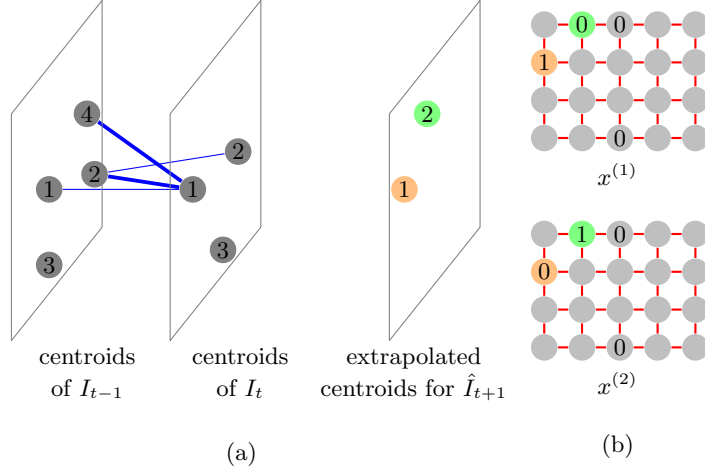 4
2
1
3
2
1
3
2
1
centroids
of I_{t−1}
centroids
of I_t
extrapolated
centroids for Î_{t+1}
(a)
0 0
1
0
x^{(1)}
1 0
0
0
x^{(2)}
(b)